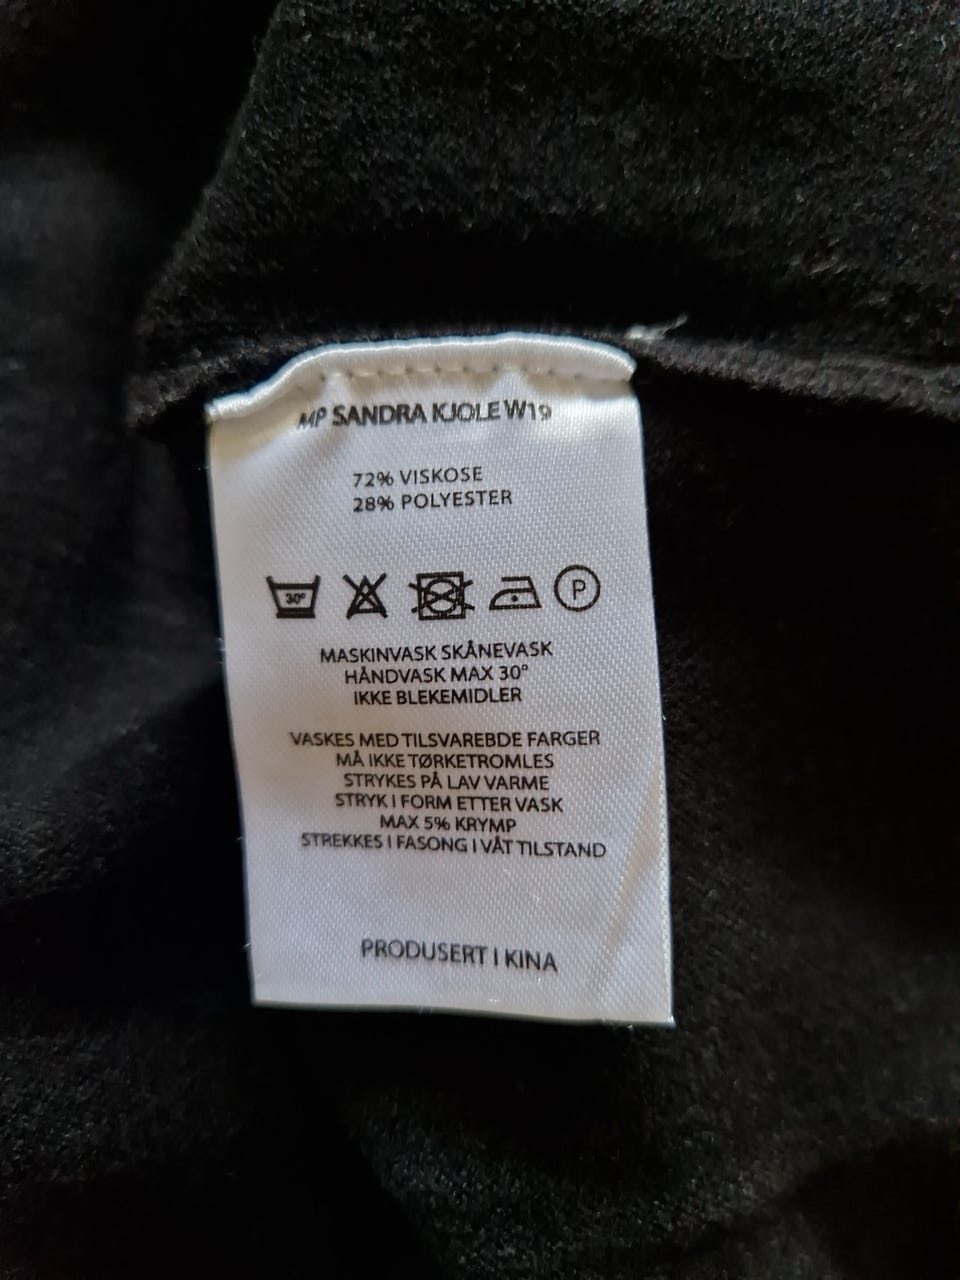 MP SANDRA KJOLE W19
72% VISKOSE
28% POLYESTER
30° P
MASKINVASK SKÅNEVASK
HÅNDVASK MAX 30°
IKKE BLEKEMIDLER
VASKES MED TILSVAREBDE FARGER
MÅ IKKE TØRKETROMLES
STRYKES PÅ LAV VARME
STRYK I FORM ETTER VASK
MAX 5% KRYMP
STREKKES I FASONG I VÅT TILSTAND
PRODUSERT I KINA